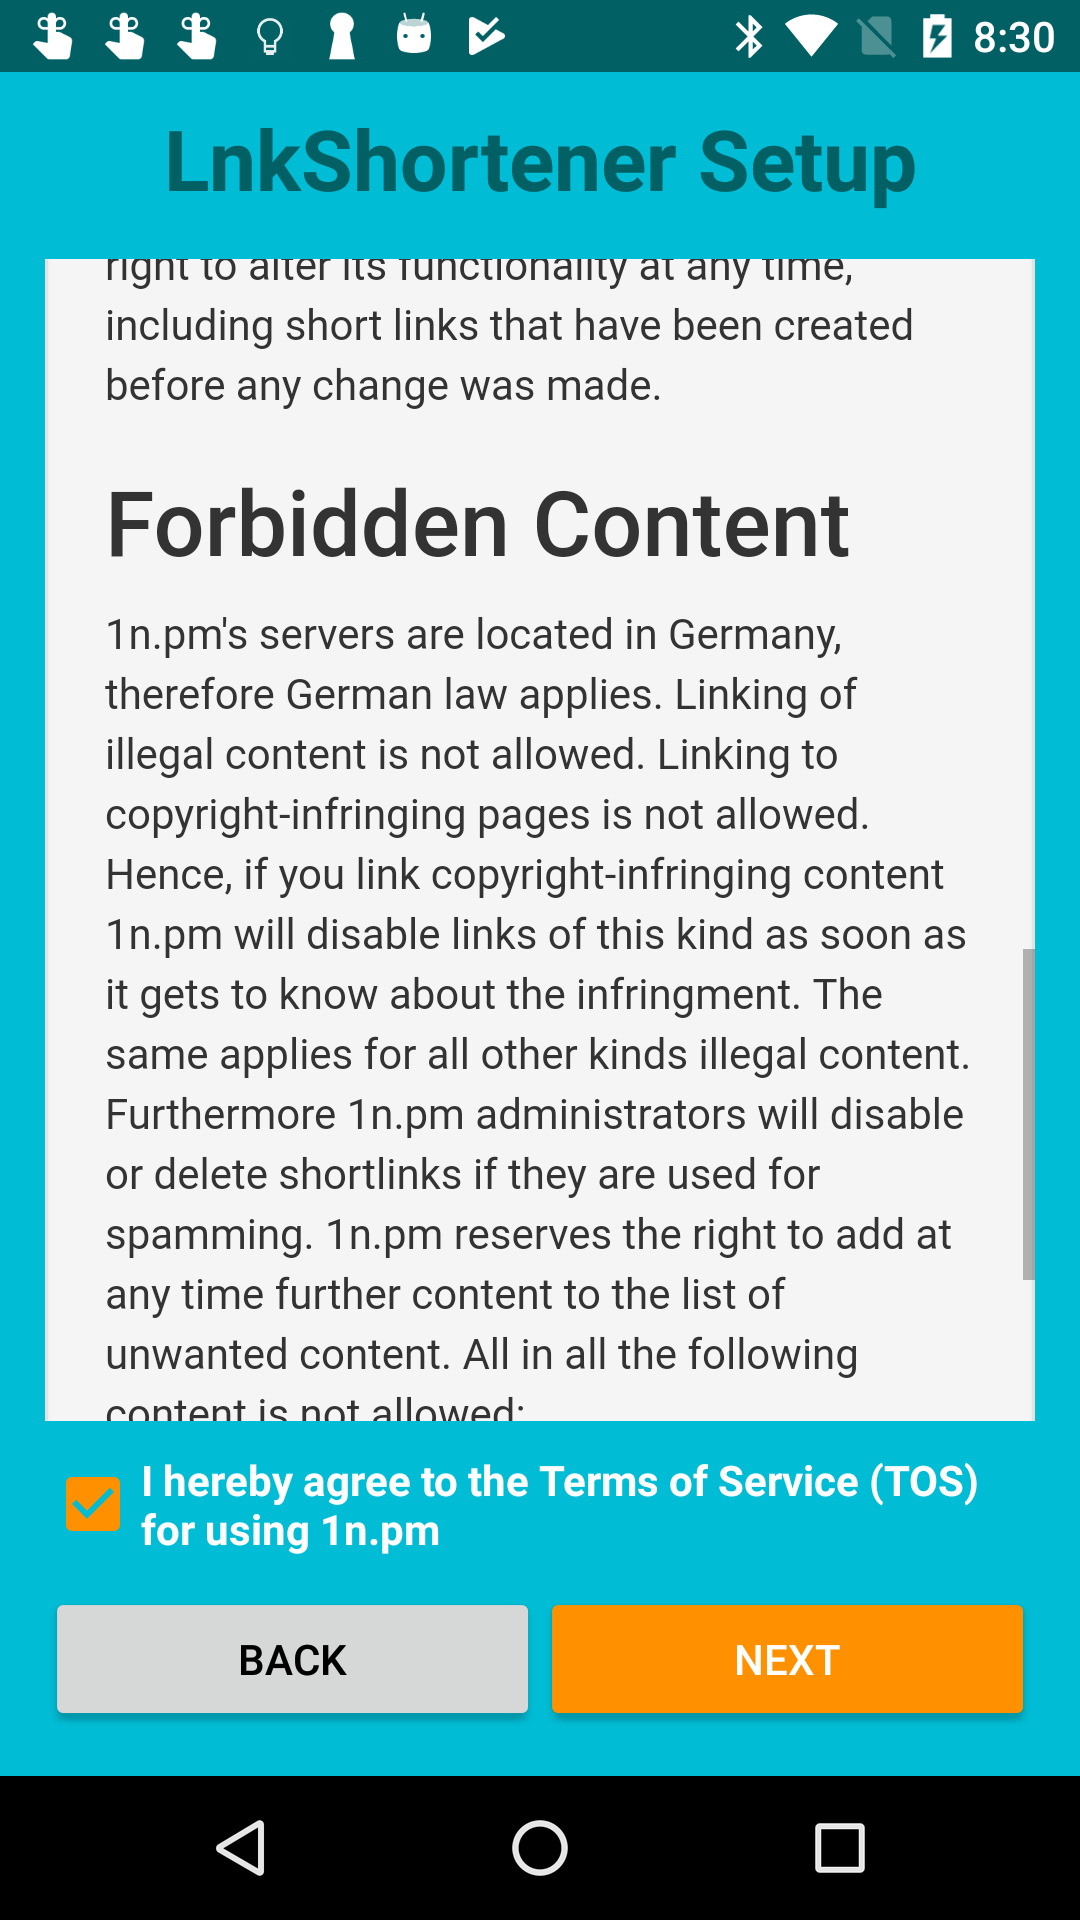 8:30
LnkShortener Setup
right to alter its functionality at any time,
including short links that have been created
before any change was made.
Forbidden Content
1n.pm's servers are located in Germany,
therefore German law applies. Linking of
illegal content is not allowed. Linking to
copyright-infringing pages is not allowed.
Hence, if you link copyright-infringing content
1n.pm will disable links of this kind as soon as
it gets to know about the infringment. The
same applies for all other kinds illegal content.
Furthermore 1n.pm administrators will disable
or delete shortlinks if they are used for
spamming. 1n.pm reserves the right to add at
any time further content to the list of
unwanted content. All in all the following
content is not allowed:
I hereby agree to the Terms of Service (TOS)
for using 1n.pm
BACK
NEXT